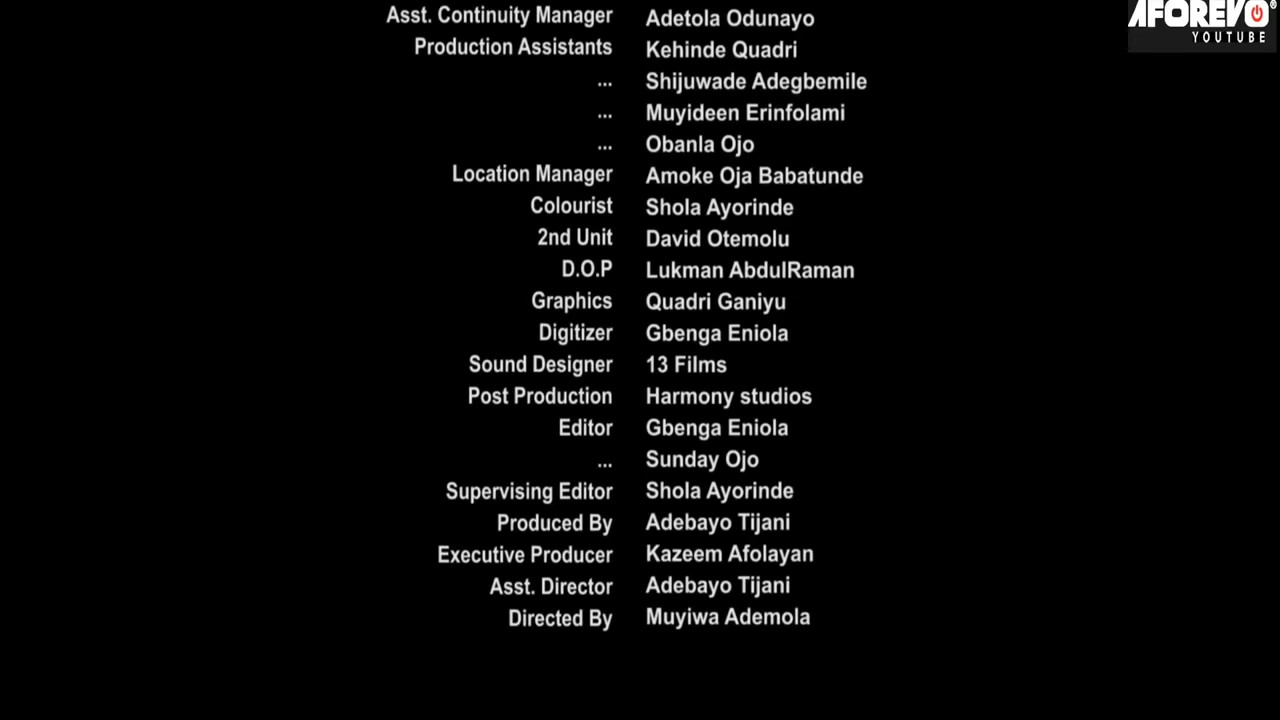 Asst. Continuity Manager Adetola Odunayo
Production Assistants Kehinde Quadri
... Shijuwade Adegbemile
... Muyideen Erinfolami
... Obanla Ojo
Location Manager Amoke Oja Babatunde
Colourist Shola Ayorinde
2nd Unit David Otemolu
D.O.P Lukman AbdulRaman
Graphics Quadri Ganiyu
Digitizer Gbenga Eniola
Sound Designer 13 Films
Post Production Harmony studios
Editor Gbenga Eniola
... Sunday Ojo
Supervising Editor Shola Ayorinde
Produced By Adebayo Tijani
Executive Producer Kazeem Afolayan
Asst. Director Adebayo Tijani
Directed By Muyiwa Ademola
AFOREVO®
YOUTUBE